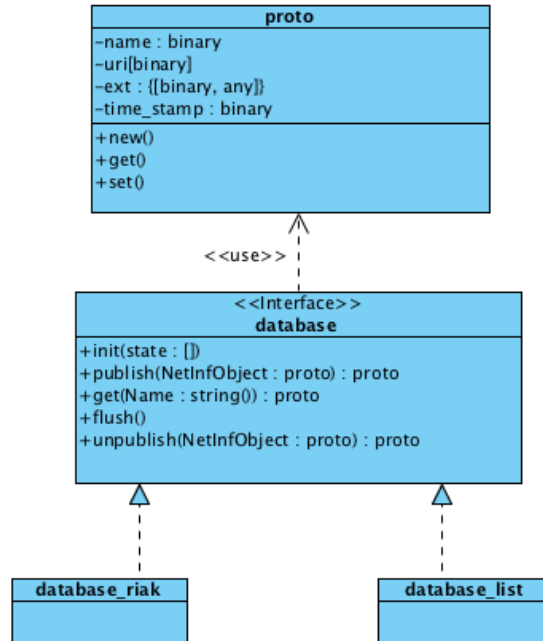 proto
-name : binary
-uri[binary]
-ext : {[binary, any]}
-time_stamp : binary
+new()
+get()
+set()
<<use>>
<<Interface>>
database
+init(state : [])
+publish(NetInfObject : proto) : proto
+get(Name : string()) : proto
+flush()
+unpublish(NetInfObject : proto) : proto
database_riak
database_list